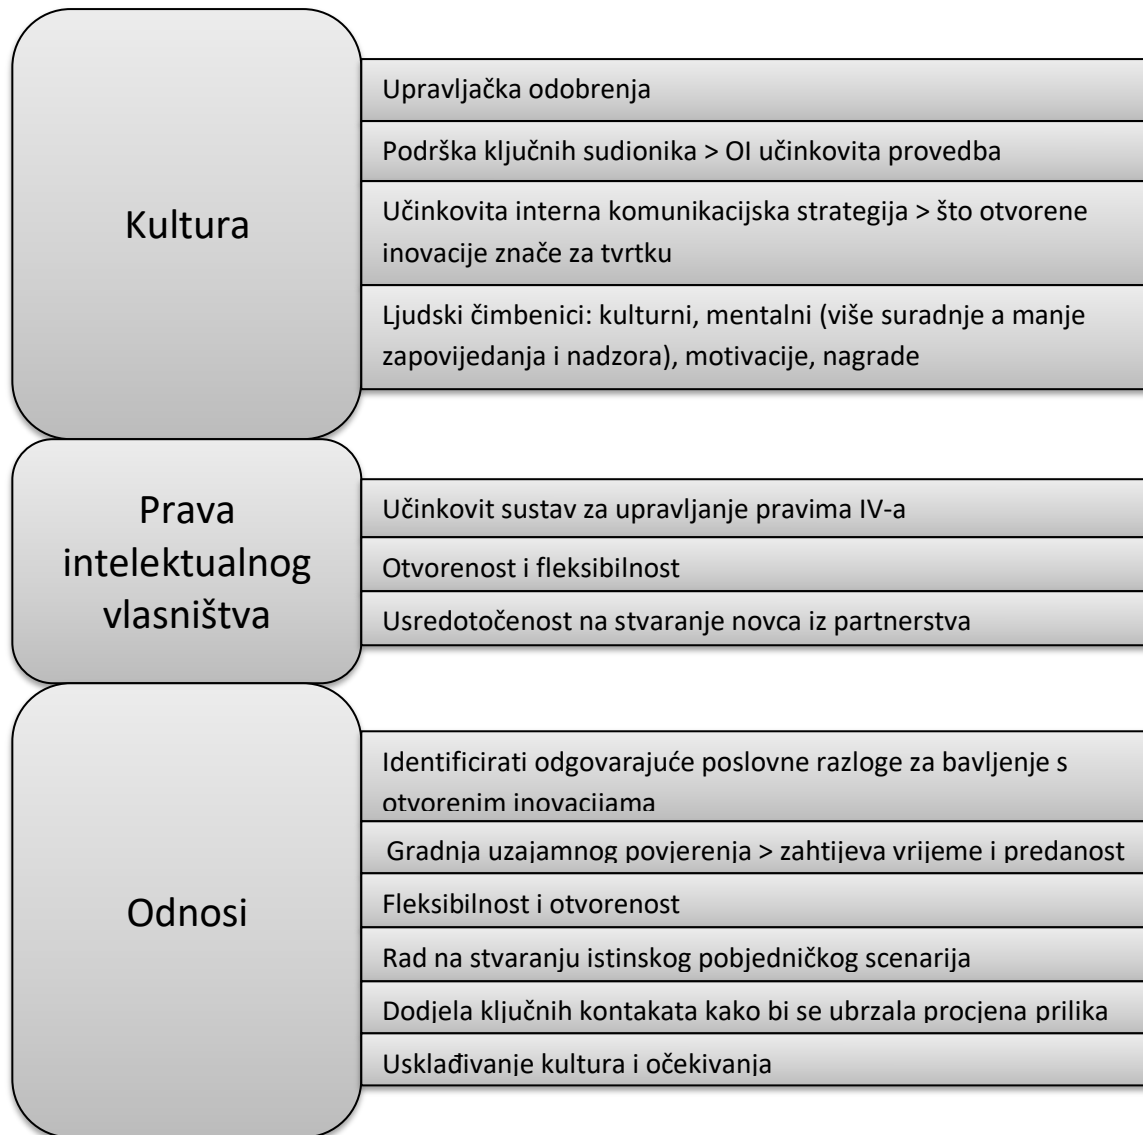 Kultura
Upravljačka odobrenja
Podrška ključnih sudionika > OI učinkovita provedba
Učinkovita interna komunikacijska strategija > što otvorene
inovacije znače za tvrtku
Ljudski čimbenici: kulturni, mentalni (više suradnje a manje
zapovijedanja i nadzora), motivacije, nagrade
Prava
intelektualnog
vlasništva
Učinkovit sustav za upravljanje pravima IV-a
Otvorenost i fleksibilnost
Usredotočenost na stvaranje novca iz partnerstva
Odnosi
Identificirati odgovarajuće poslovne razloge za bavljenje s
otvorenim inovacijama
Gradnja uzajamnog povjerenja > zahtijeva vrijeme i predanost
Fleksibilnost i otvorenost
Rad na stvaranju istinskog pobjedničkog scenarija
Dodjela ključnih kontakata kako bi se ubrzala procjena prilika
Usklađivanje kultura i očekivanja